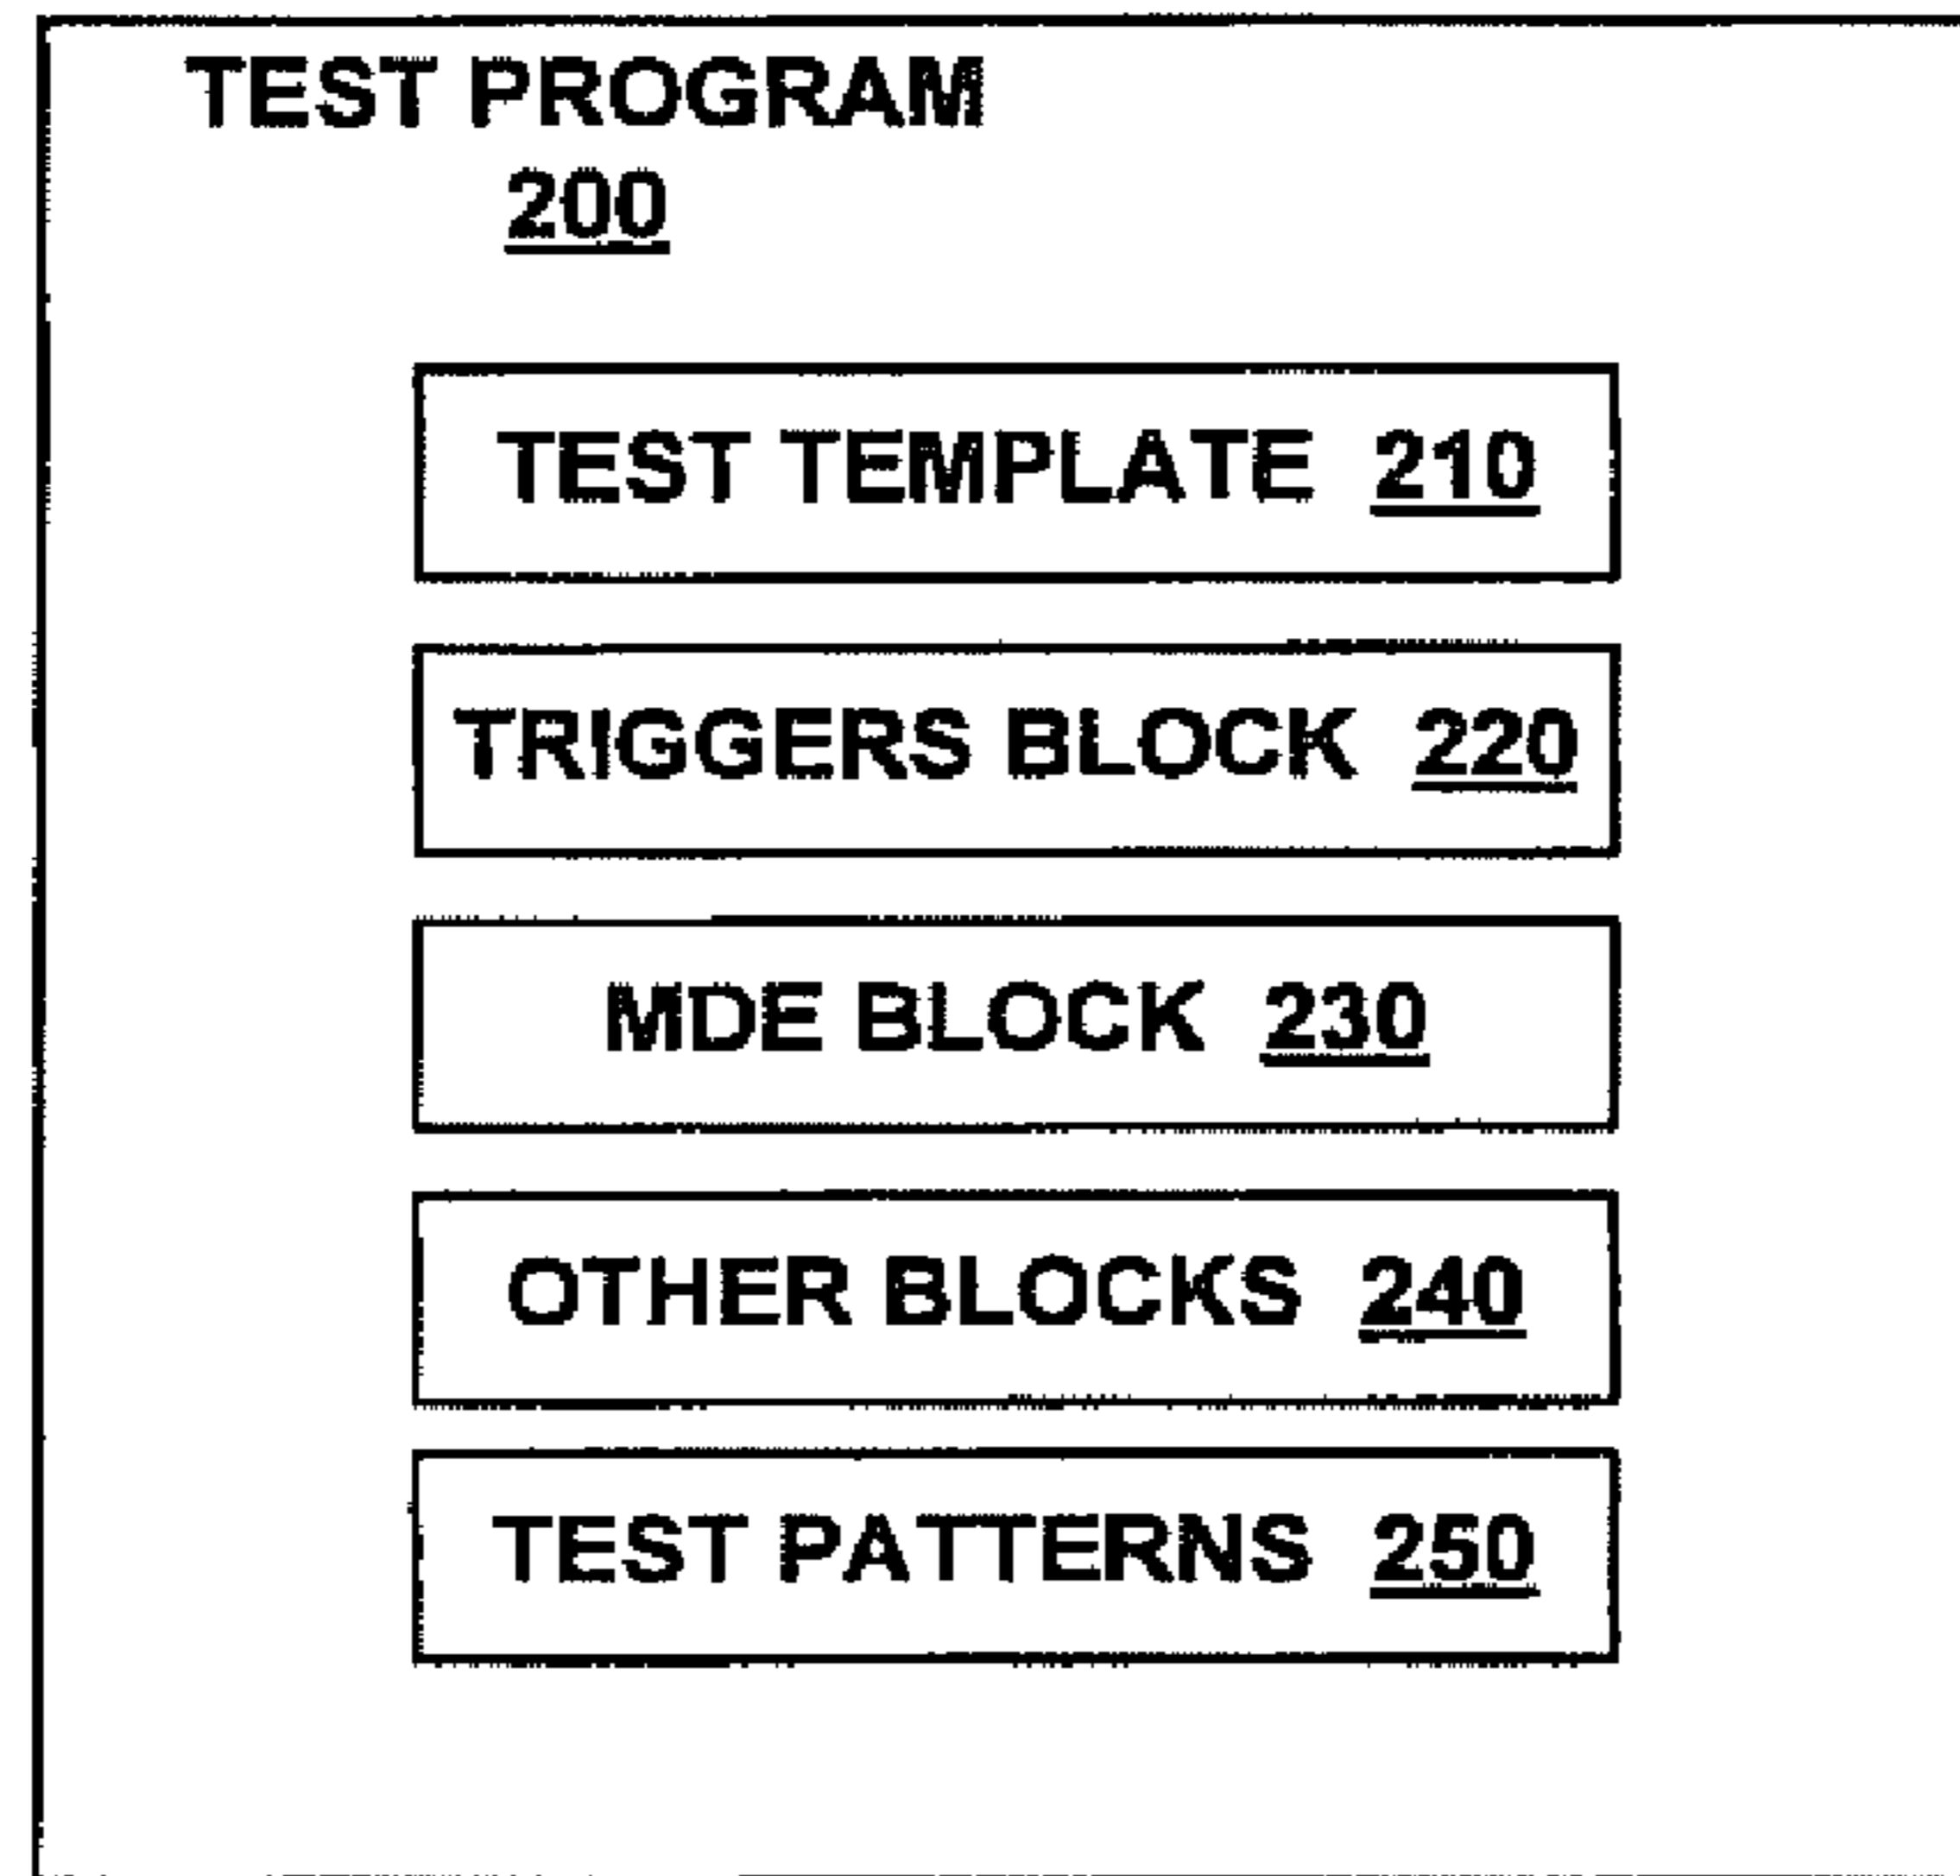 TEST PROGRAM
200
TEST TEMPLATE 210
TRIGGERS BLOCK 220
MDE BLOCK 230
OTHER BLOCKS 240
TEST PATTERNS 250